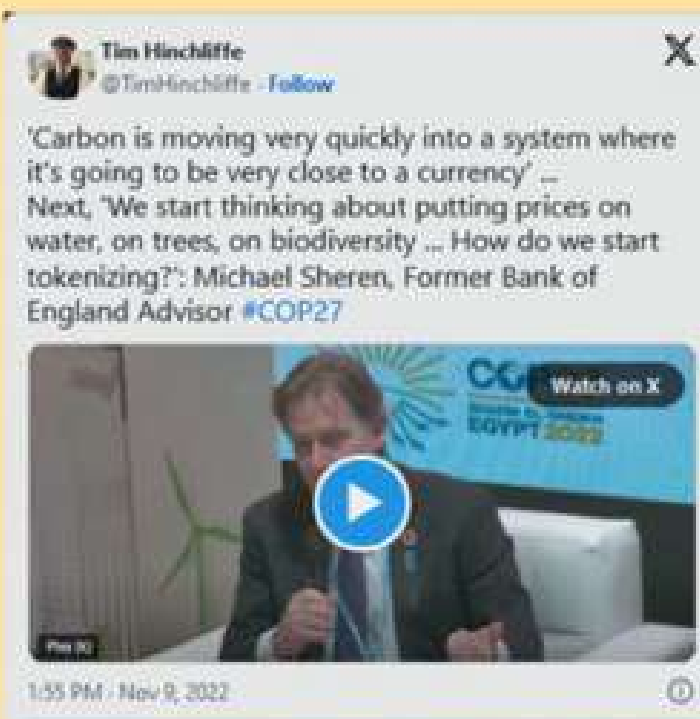 Tim Hinchliffe
@TimHinchliffe · Follow
'Carbon is moving very quickly into a system where
it's going to be very close to a currency' ...
Next, 'We start thinking about putting prices on
water, on trees, on biodiversity ... How do we start
tokenizing?': Michael Sheren, Former Bank of
England Advisor #COP27
Watch on X
EGYPT 2022
1:55 PM · Nov 9, 2022